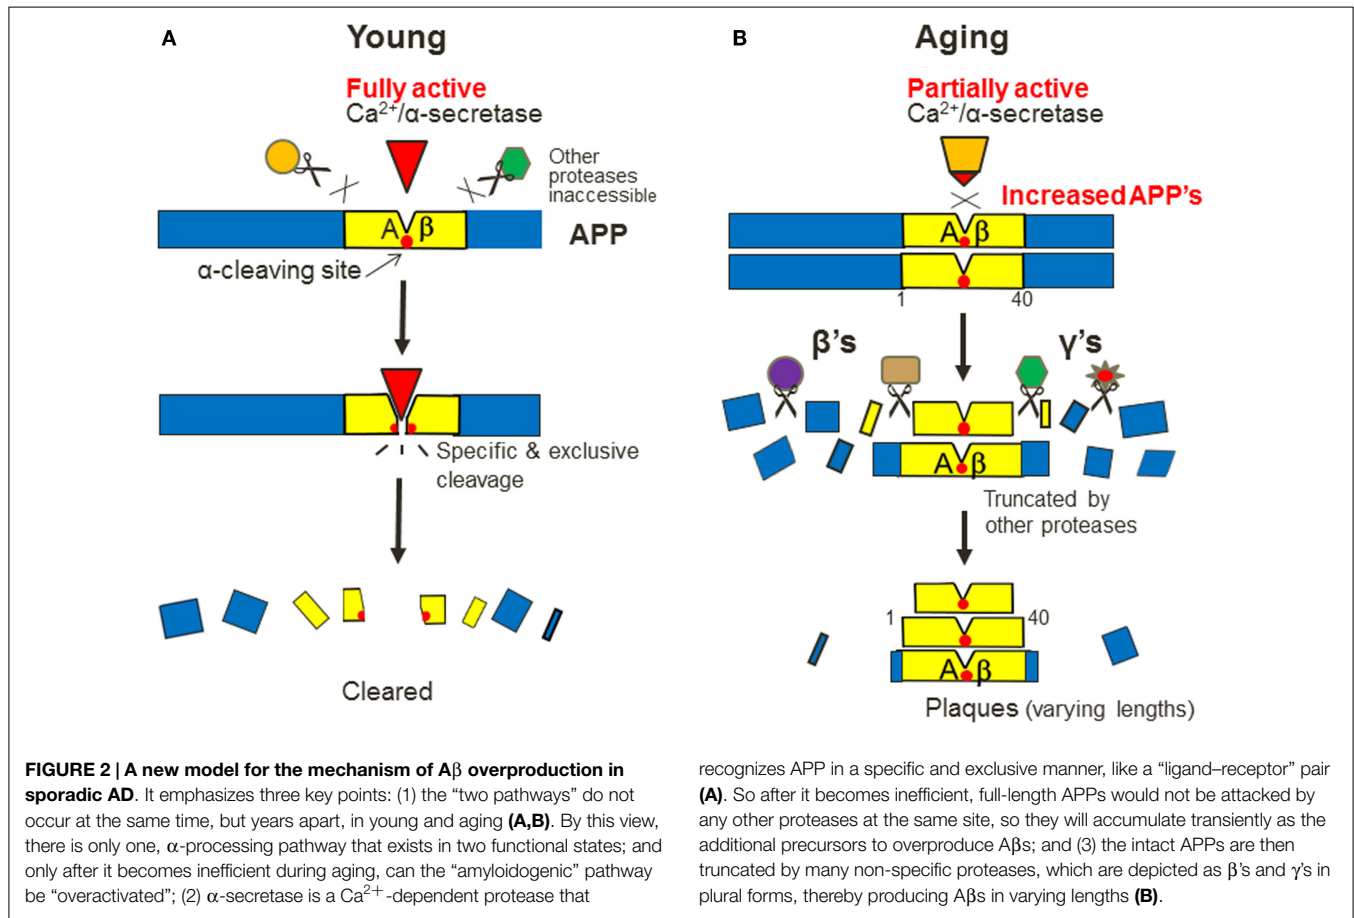 A
Young
Fully active
Ca²⁺/α-secretase
Other
proteases
inaccessible
A β
APP
α-cleaving site
Specific & exclusive
cleavage
Cleared
B
Aging
Partially active
Ca²⁺/α-secretase
Increased APP's
A β
1 40
β's γ's
A β
Truncated by
other proteases
1 40
A β
Plaques (varying lengths)
FIGURE 2 | A new model for the mechanism of Aβ overproduction in
sporadic AD. It emphasizes three key points: (1) the “two pathways” do not
occur at the same time, but years apart, in young and aging (A,B). By this view,
there is only one, α-processing pathway that exists in two functional states; and
only after it becomes inefficient during aging, can the “amyloidogenic” pathway
be “overactivated”; (2) α-secretase is a Ca²⁺-dependent protease that
recognizes APP in a specific and exclusive manner, like a “ligand–receptor” pair
(A). So after it becomes inefficient, full-length APPs would not be attacked by
any other proteases at the same site, so they will accumulate transiently as the
additional precursors to overproduce Aβs; and (3) the intact APPs are then
truncated by many non-specific proteases, which are depicted as β's and γ's in
plural forms, thereby producing Aβs in varying lengths (B).